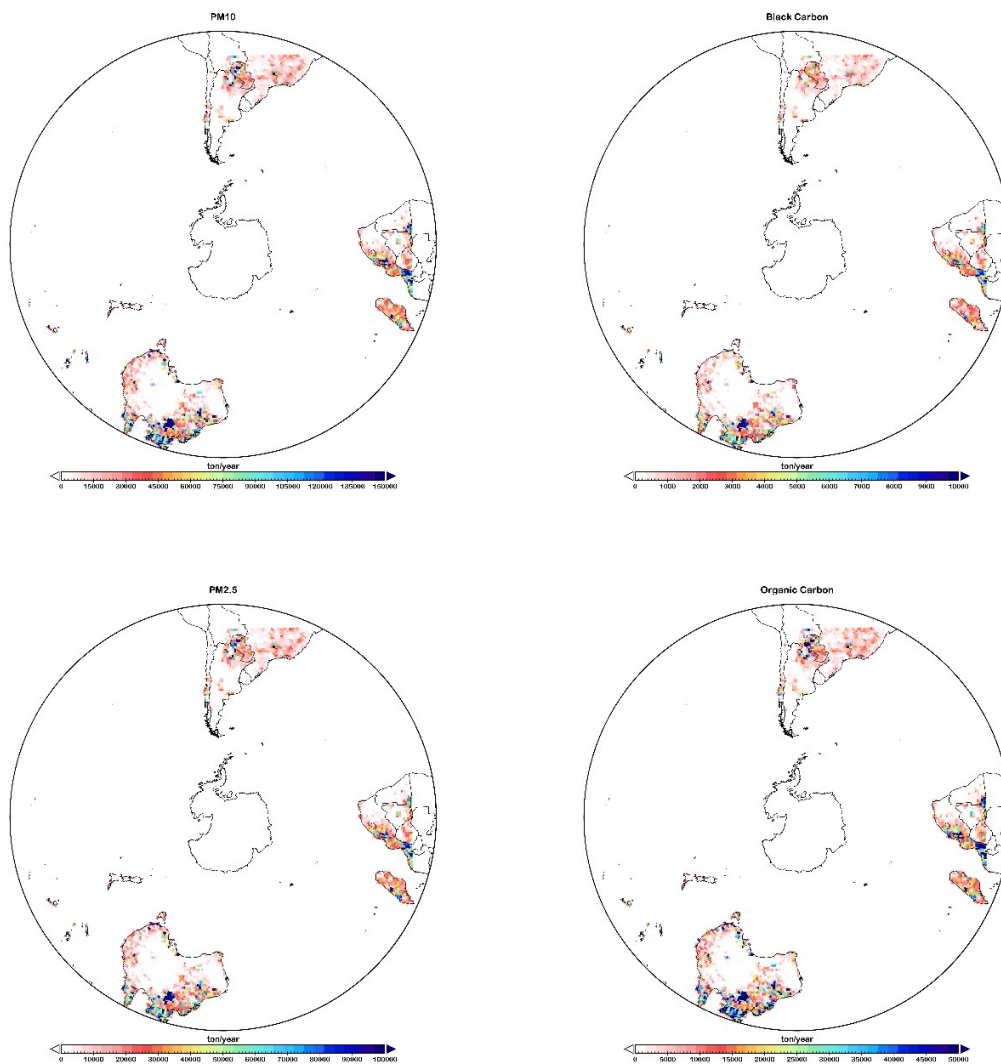 PM10
Black Carbon
ton/year
0 15000 30000 45000 60000 75000 90000 105000 120000 135000 150000
ton/year
0 1000 2000 3000 4000 5000 6000 7000 8000 9000 10000
PM2.5
Organic Carbon
ton/year
0 10000 20000 30000 40000 50000 60000 70000 80000 90000 100000
ton/year
0 5000 10000 15000 20000 25000 30000 35000 40000 45000 50000